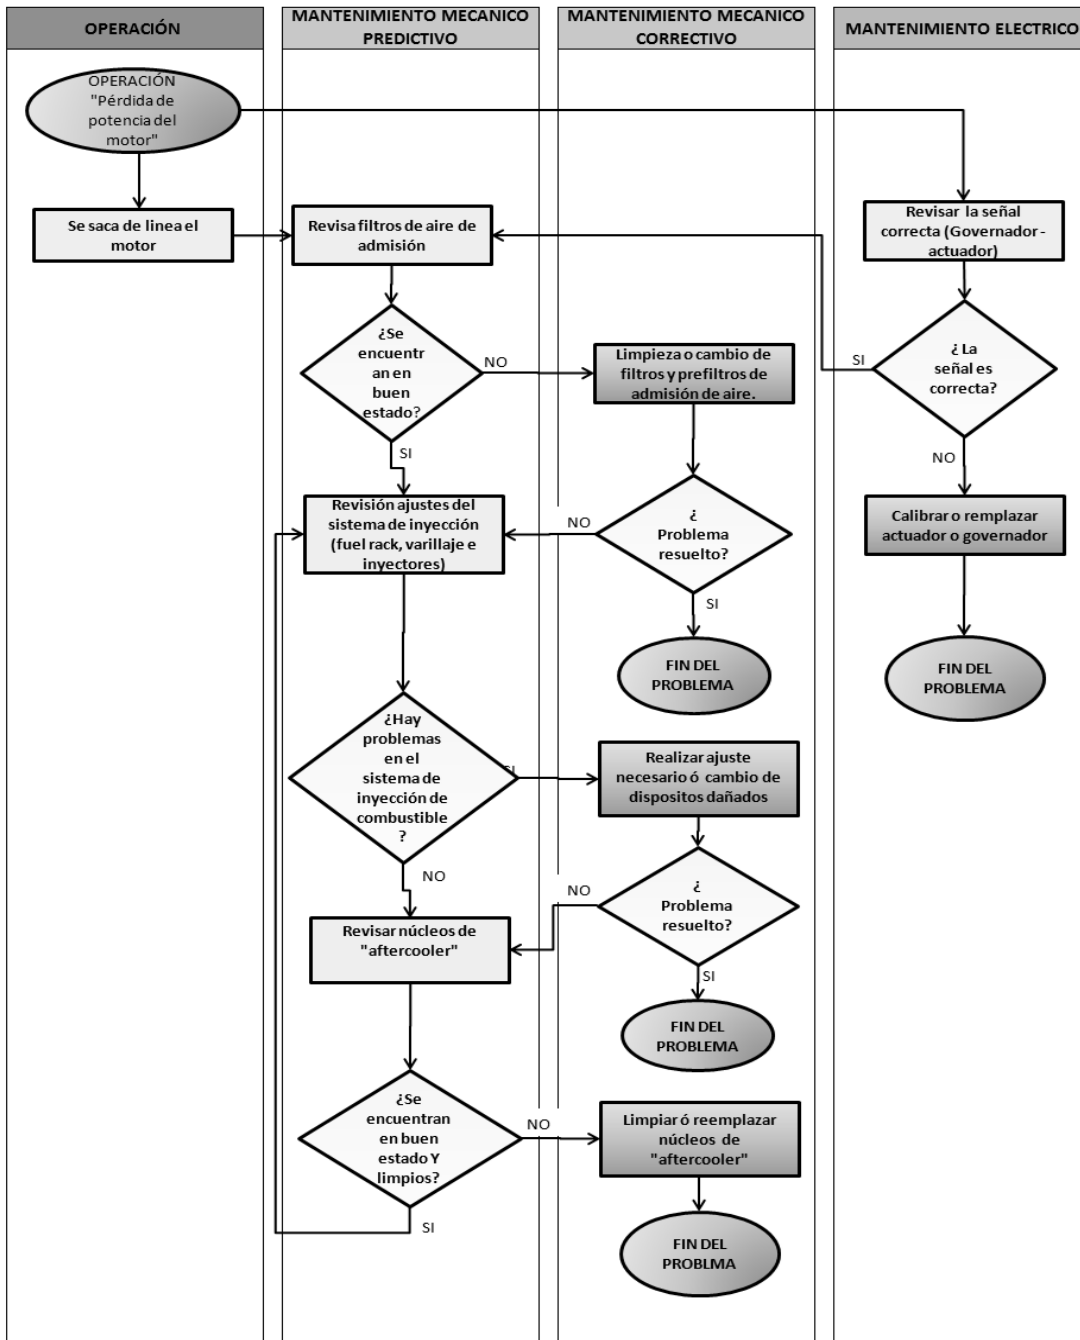 OPERACIÓN
MANTENIMIENTO MECANICO
PREDICTIVO
MANTENIMIENTO MECANICO
CORRECTIVO
MANTENIMIENTO ELECTRICO
OPERACIÓN
"Pérdida de
potencia del
motor"
Se saca de linea el
motor
Revisa filtros de aire de
admisión
Revisar la señal
correcta (Governador -
actuador)
¿Se
encuentr
an en
buen
estado?
NO
Limpieza o cambio de
filtros y prefiltros de
admisión de aire.
SI
¿ La
señal es
correcta?
SI
NO
Revisión ajustes del
sistema de inyección
(fuel rack, varillaje e
inyectores)
NO
¿
Problema
resuelto?
Calibrar o remplazar
actuador o governador
SI
FIN DEL
PROBLEMA
FIN DEL
PROBLEMA
¿Hay
problemas
en el
sistema de
inyección de
combustible
?
SI
Realizar ajuste
necesario ó cambio de
dispositos dañados
NO
NO
¿
Problema
resuelto?
Revisar núcleos de
"aftercooler"
SI
FIN DEL
PROBLEMA
¿Se
encuentran
en buen
estado Y
limpios?
NO
Limpiar ó reemplazar
núcleos de
"aftercooler"
SI
FIN DEL
PROBLMA